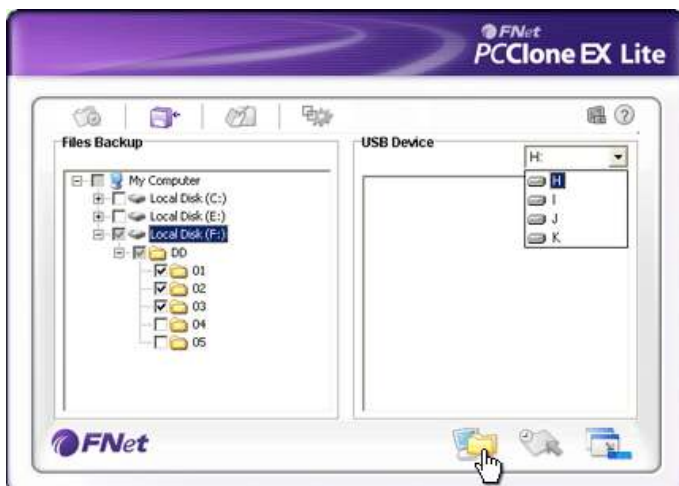 FNet
PCClone EX Lite
Files Backup
My Computer
Local Disk (C:)
Local Disk (E:)
Local Disk (F:)
DD
01
02
03
04
05
USB Device
H:
H
I
J
K
FNet